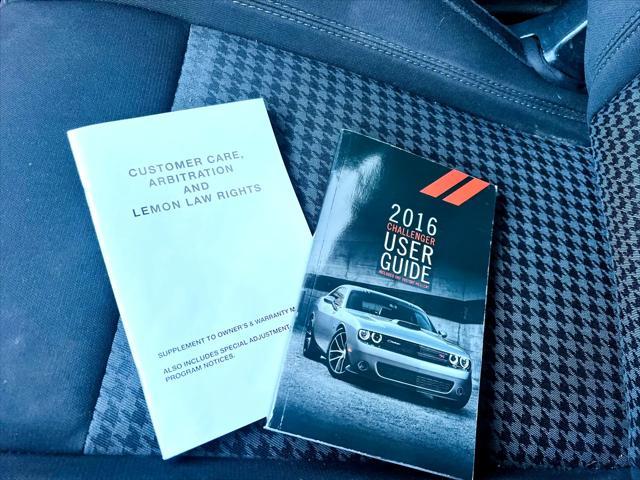 CUSTOMER CARE,
ARBITRATION
AND
LEMON LAW RIGHTS
SUPPLEMENT TO OWNER'S & WARRANTY M
ALSO INCLUDES SPECIAL ADJUSTMENT,
PROGRAM NOTICES.
2016
CHALLENGER
USER
GUIDE